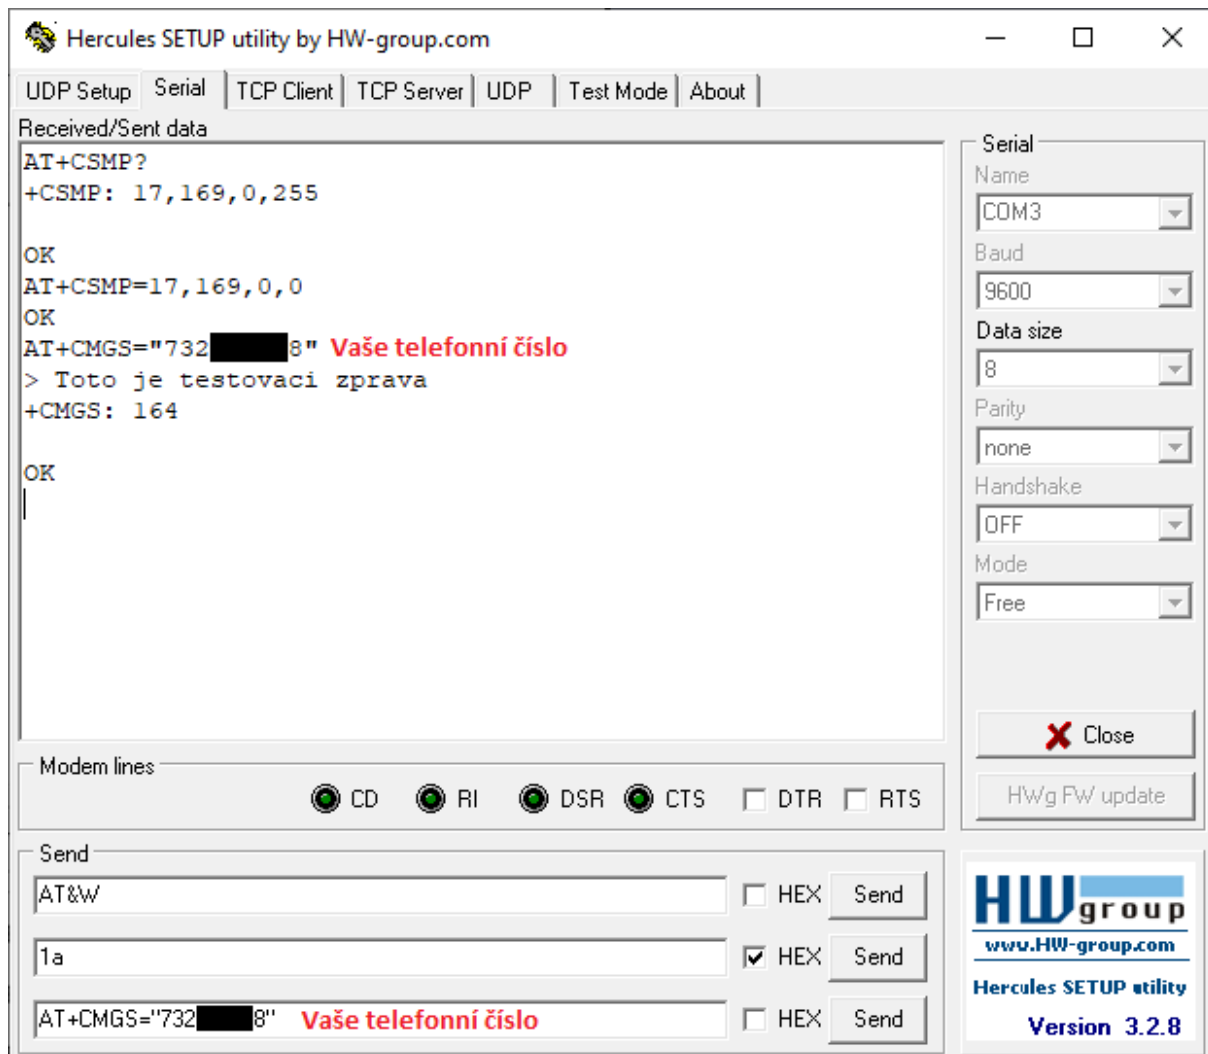 Hercules SETUP utility by HW-group.com
UDP Setup Serial TCP Client TCP Server UDP Test Mode About
Received/Sent data
AT+CSMP?
+CSMP: 17,169,0,255
OK
AT+CSMP=17,169,0,0
OK
AT+CMGS="732 8" Vaše telefonní číslo
> Toto je testovaci zprava
+CMGS: 164
OK
Serial
Name
COM3
Baud
9600
Data size
8
Parity
none
Handshake
OFF
Mode
Free
Close
HWg FW update
Modem lines
CD RI DSR CTS DTR RTS
Send
AT&W HEX Send
1a HEX Send
AT+CMGS="732 8" Vaše telefonní číslo HEX Send
HW group
www.HW-group.com
Hercules SETUP utility
Version 3.2.8